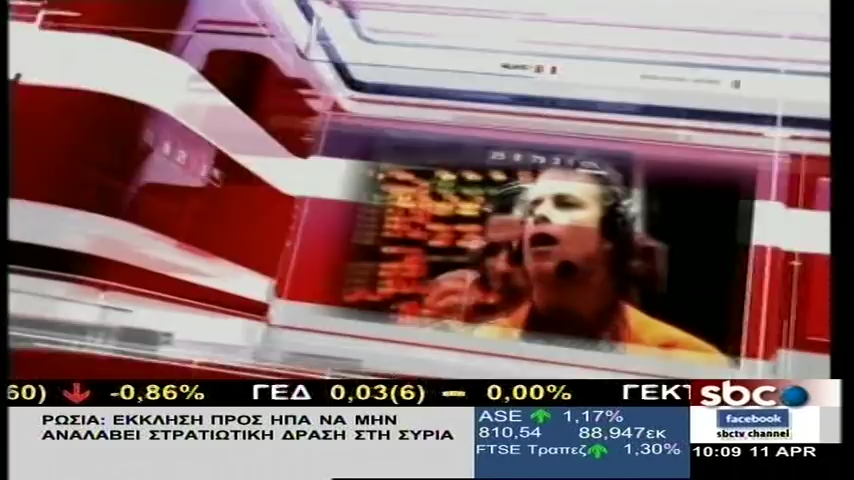 60) -0,86% ΓΕΔ 0,03(6) 0,00% ΓΕΚΤ
sbc
ΡΩΣΙΑ: ΕΚΚΛΗΣΗ ΠΡΟΣ ΗΠΑ ΝΑ ΜΗΝ
ΑΝΑΛΑΒΕΙ ΣΤΡΑΤΙΩΤΙΚΗ ΔΡΑΣΗ ΣΤΗ ΣΥΡΙΑ
ASE 1,17%
810,54 88,947εκ
FTSE Τραπεζ 1,30%
facebook
sbctv channel
10:09 11 APR